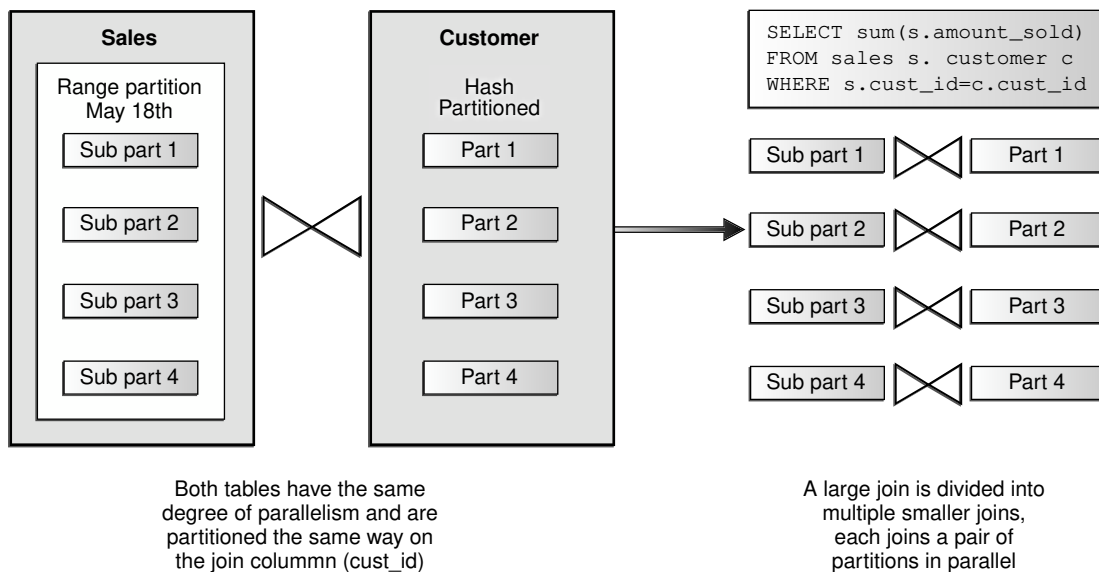 Sales
Range partition
May 18th
Sub part 1
Sub part 2
Sub part 3
Sub part 4
Customer
Hash
Partitioned
Part 1
Part 2
Part 3
Part 4
SELECT sum(s.amount_sold)
FROM sales s. customer c
WHERE s.cust_id=c.cust_id
Sub part 1
Part 1
Sub part 2
Part 2
Sub part 3
Part 3
Sub part 4
Part 4
Both tables have the same
degree of parallelism and are
partitioned the same way on
the join colummn (cust_id)
A large join is divided into
multiple smaller joins,
each joins a pair of
partitions in parallel